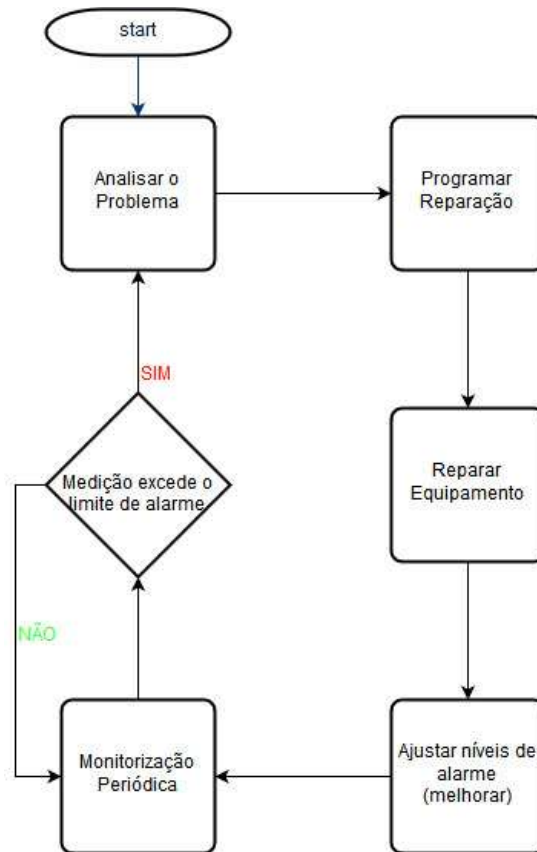 start
Analisar o
Problema
Programar
Reparação
SIM
Medição excede o
limite de alarme
Reparar
Equipamento
NÃO
Monitorização
Periódica
Ajustar níveis de
alarme
(melhorar)